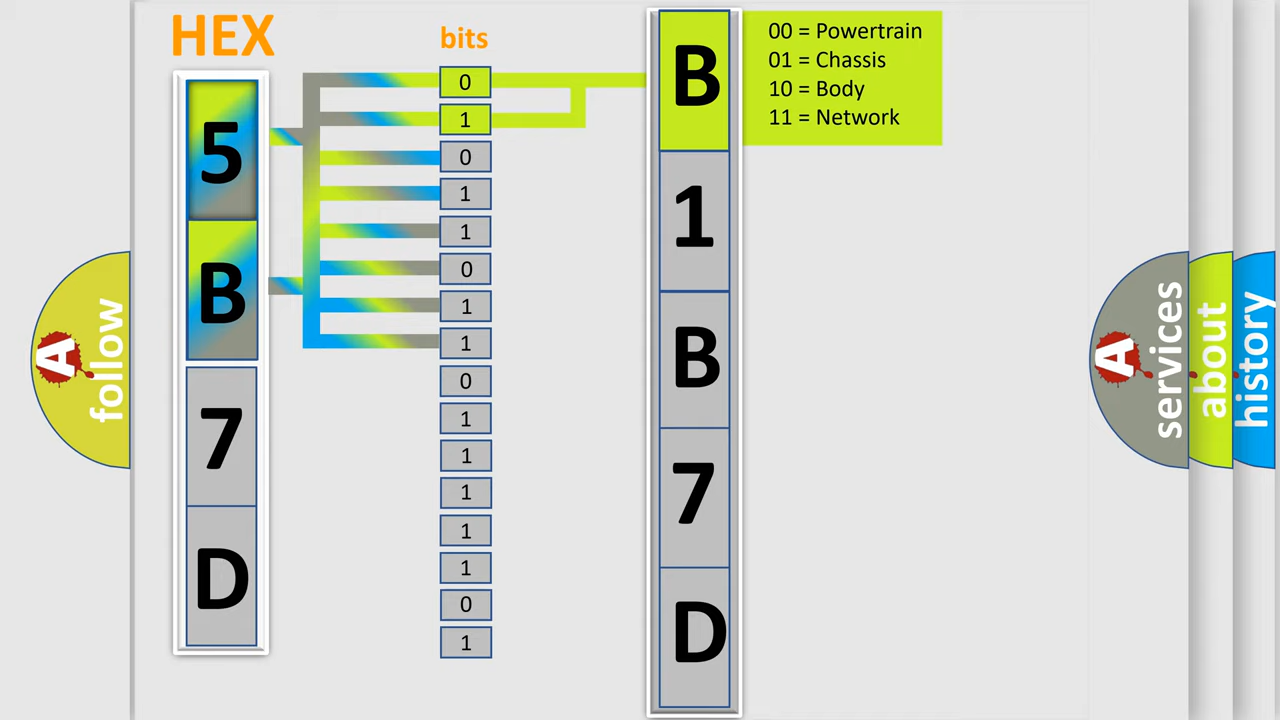 HEX
bits
5
B
7
D
0
1
0
1
1
0
1
1
0
1
1
1
1
1
0
1
B
1
B
7
D
00 = Powertrain
01 = Chassis
10 = Body
11 = Network
A
follow
A
services
about
history